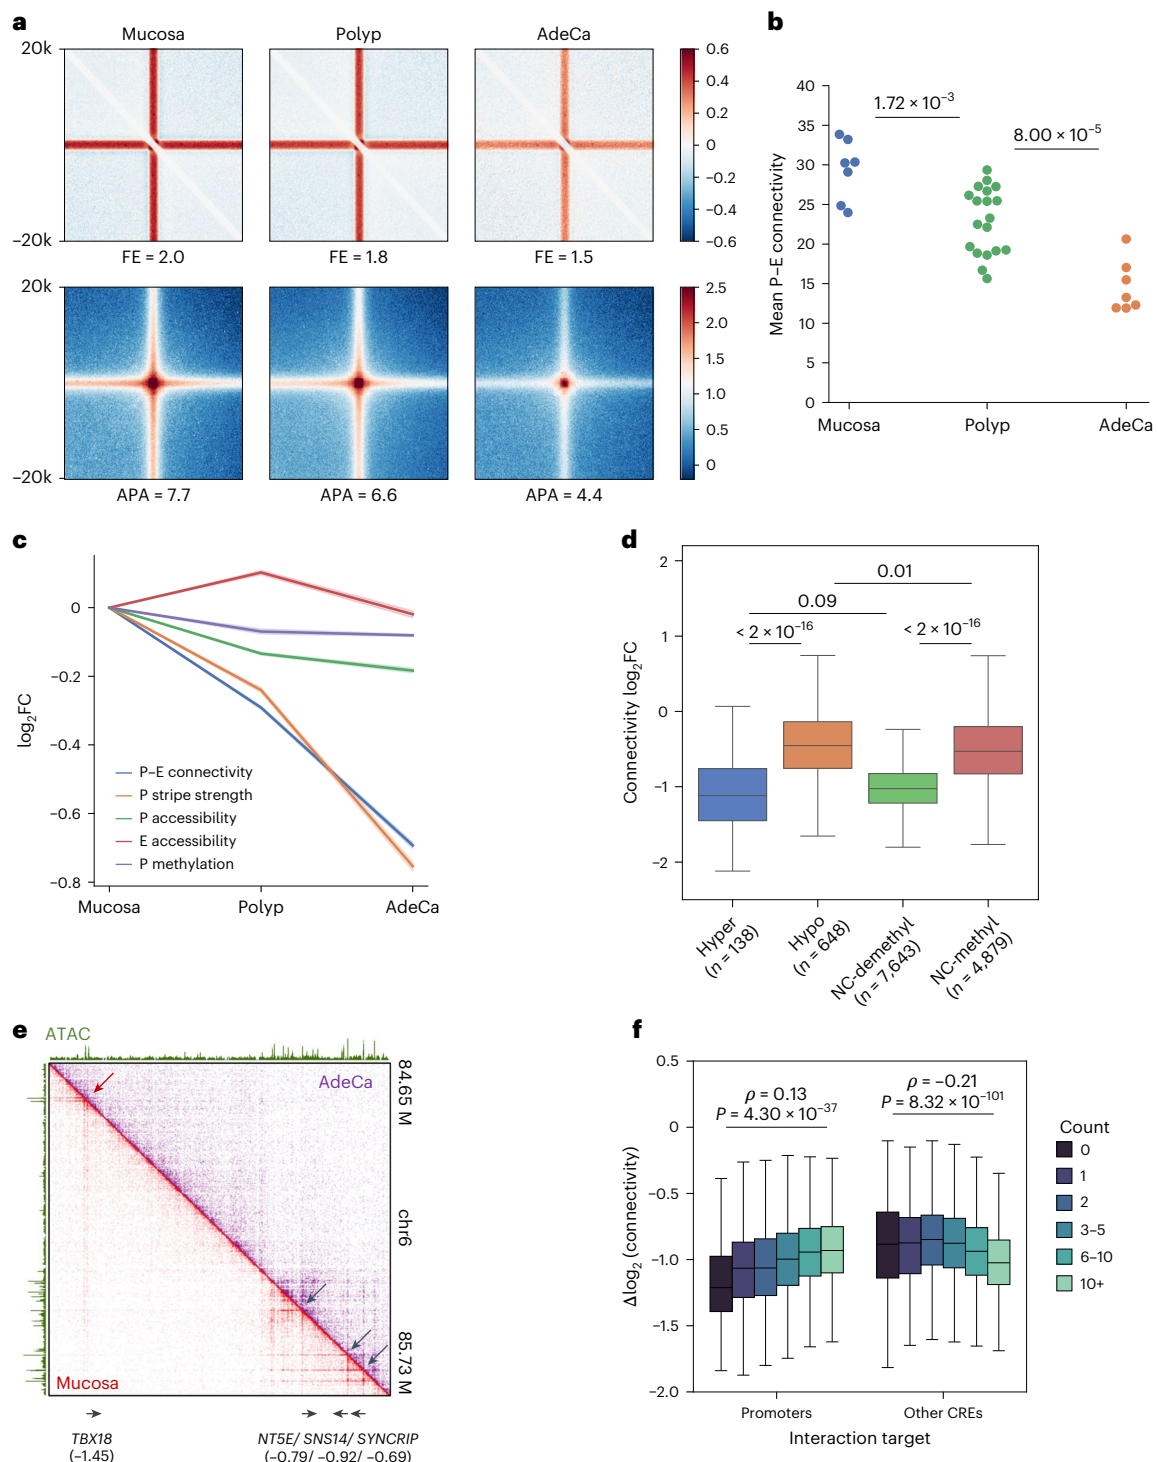 a
Mucosa
Polyp
AdeCa
20k
–20k
0.6
0.4
0.2
0
–0.2
–0.4
–0.6
FE = 2.0
FE = 1.8
FE = 1.5
20k
–20k
2.5
2.0
1.5
1.0
0.5
0
APA = 7.7
APA = 6.6
APA = 4.4
b
Mean P–E connectivity
40
35
30
25
20
15
10
5
0
1.72 × 10⁻³
8.00 × 10⁻⁵
Mucosa
Polyp
AdeCa
c
log₂FC
0
–0.2
–0.4
–0.6
–0.8
P–E connectivity
P stripe strength
P accessibility
E accessibility
P methylation
Mucosa
Polyp
AdeCa
d
Connectivity log₂FC
2
1
0
–1
–2
0.01
0.09
< 2 × 10⁻¹⁶
< 2 × 10⁻¹⁶
Hyper
(n = 138)
Hypo
(n = 648)
NC-demethyl
(n = 7,643)
NC-methyl
(n = 4,879)
e
ATAC
AdeCa
Mucosa
84.65 M
chr6
85.73 M
TBX18
(–1.45)
NT5E/ SNS14/ SYNCRIP
(–0.79/ –0.92/ –0.69)
f
Δlog₂ (connectivity)
0.5
0
–0.5
–1.0
–1.5
–2.0
ρ = 0.13
P = 4.30 × 10⁻³⁷
ρ = –0.21
P = 8.32 × 10⁻¹⁰¹
Promoters
Other CREs
Interaction target
Count
0
1
2
3–5
6–10
10+